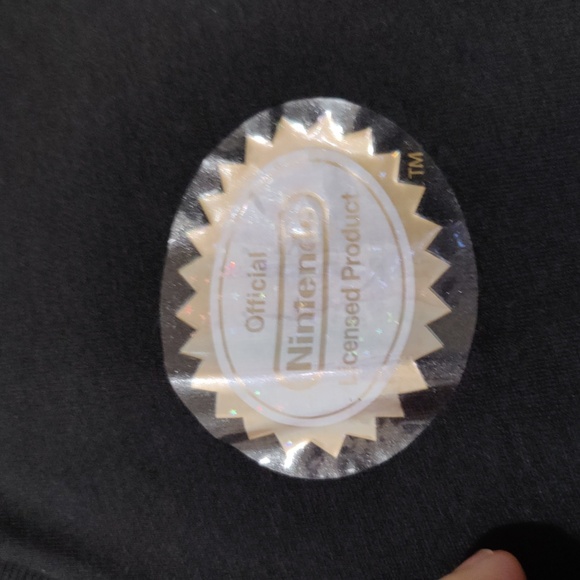 Official
Nintendo
Licensed Product
TM